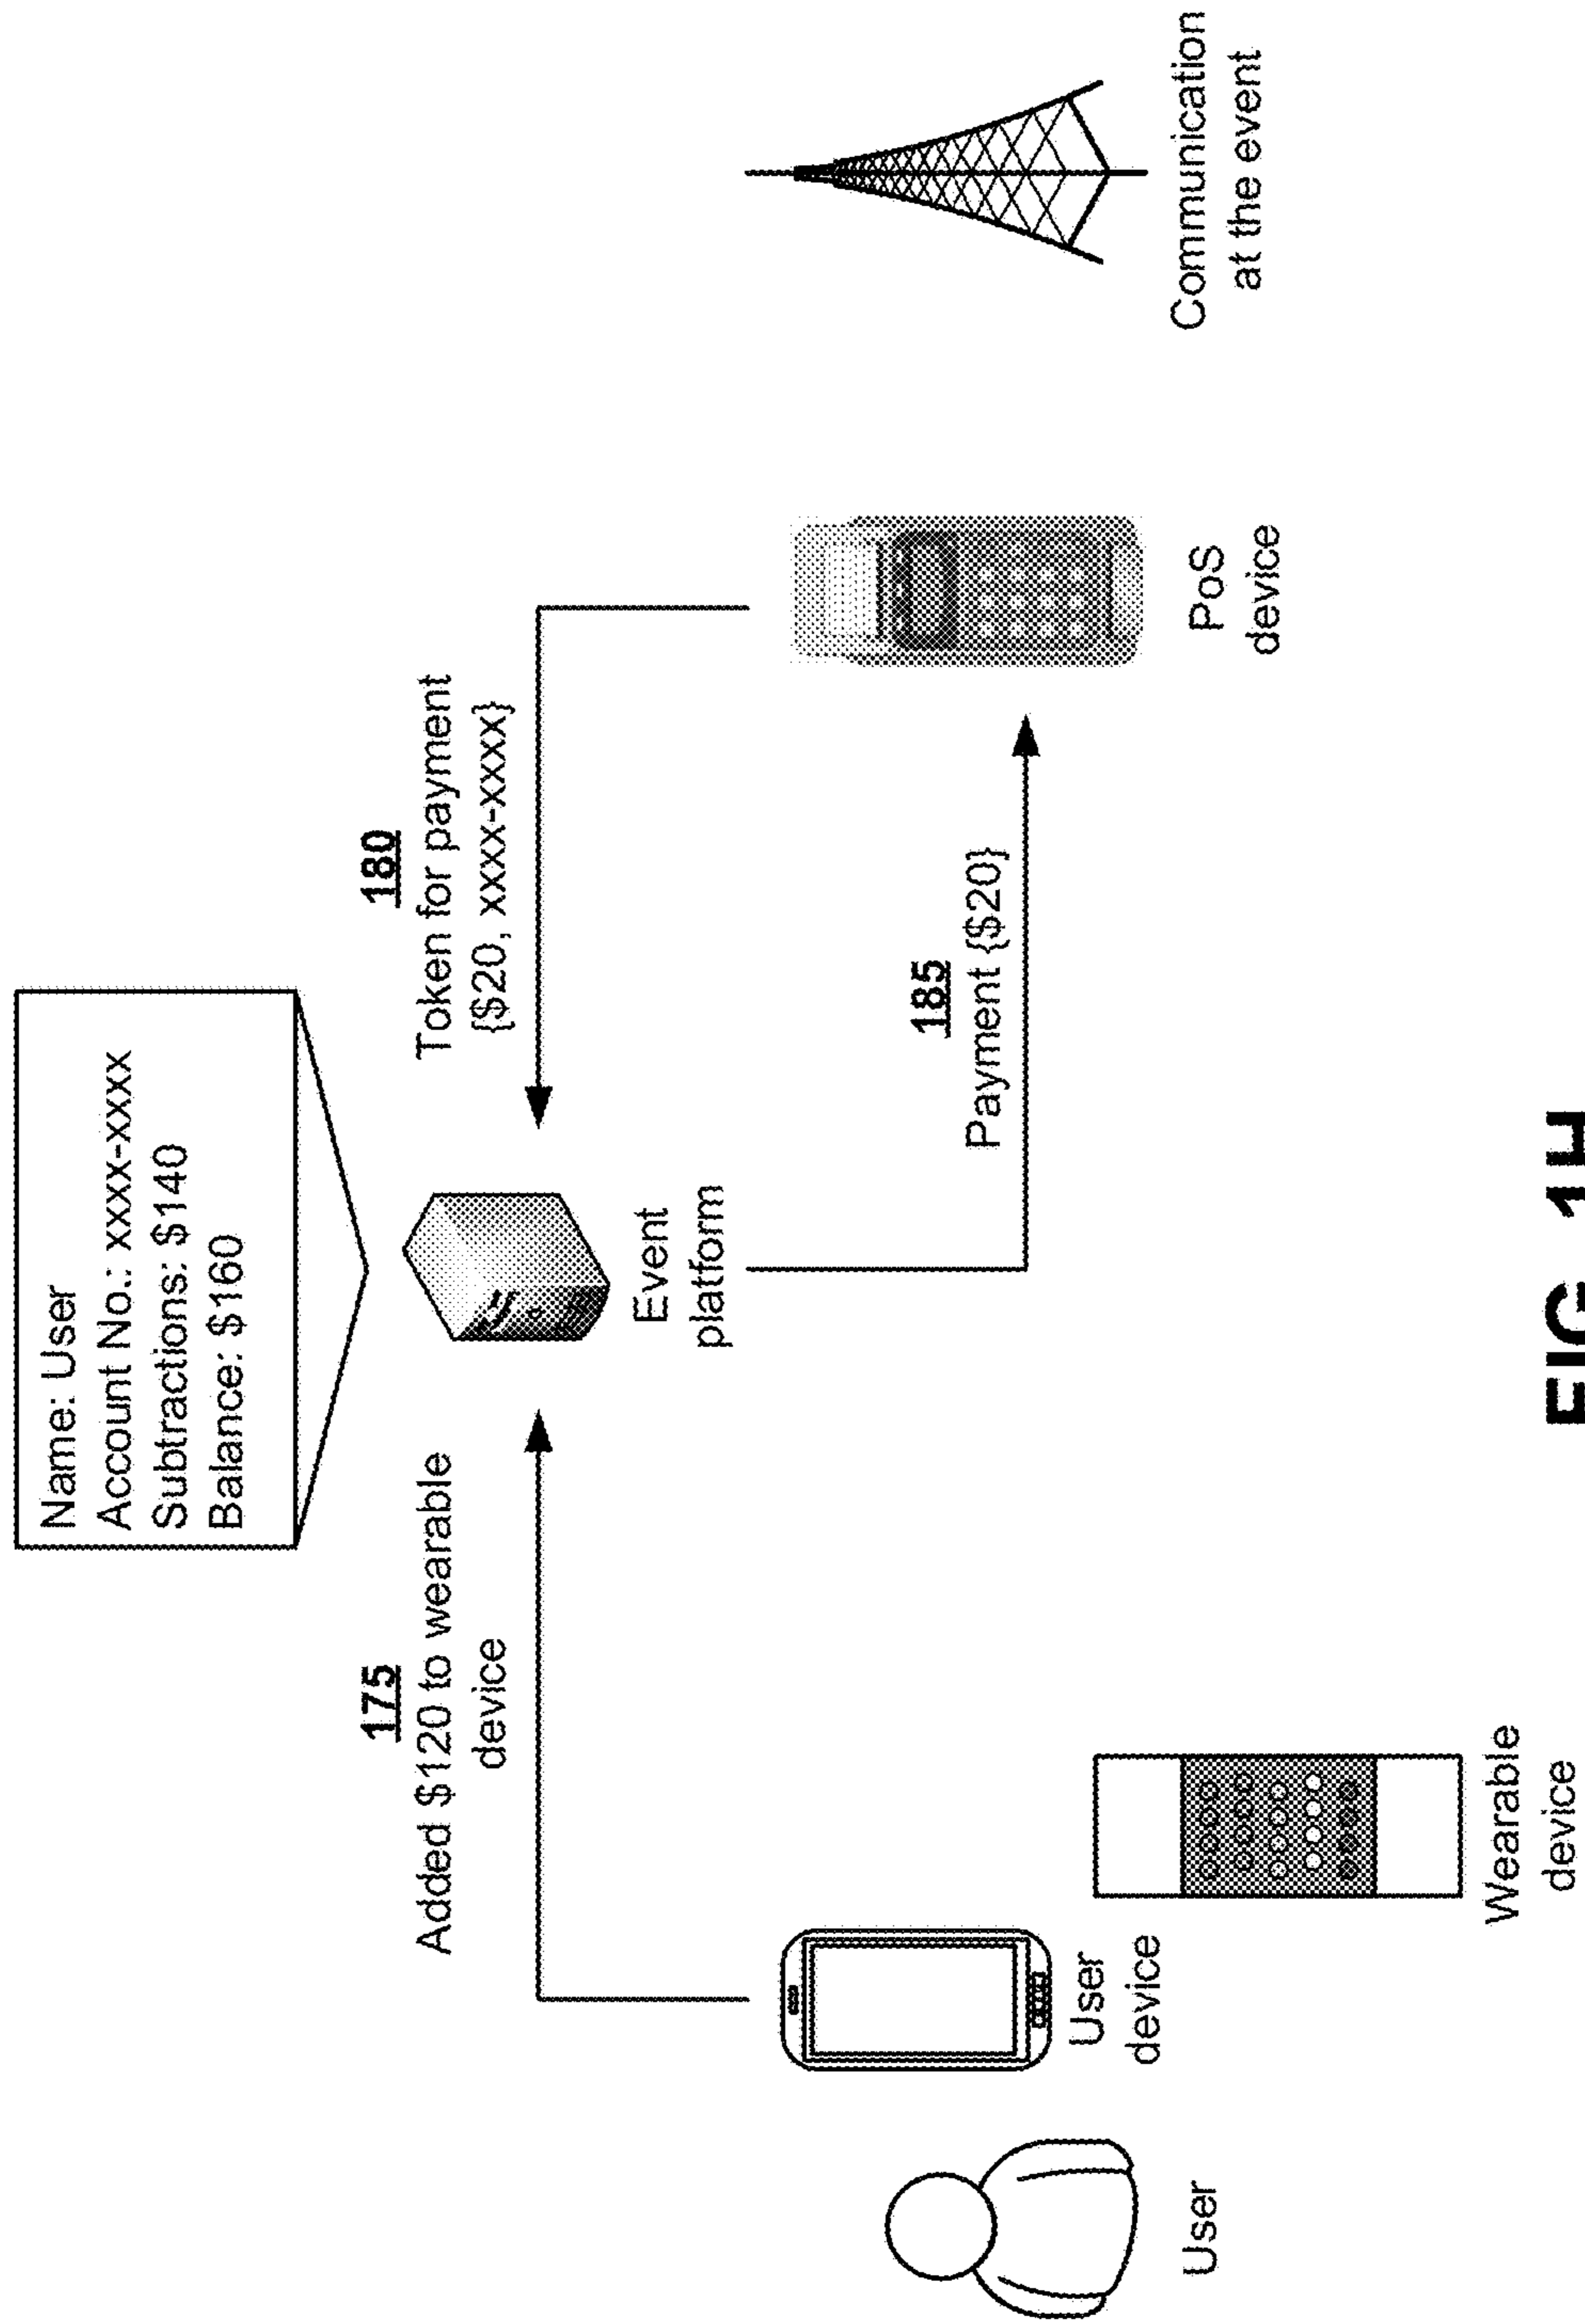 Name: User
Account No.: xxxx-xxxx
Subtractions: $140
Balance: $160
175
Added $120 to wearable
device
180
Token for payment
{$20, xxxx-xxxx}
Event
platform
185
Payment {$20}
User
User
device
Wearable
device
PoS
device
Communication
at the event
FIG. 1H